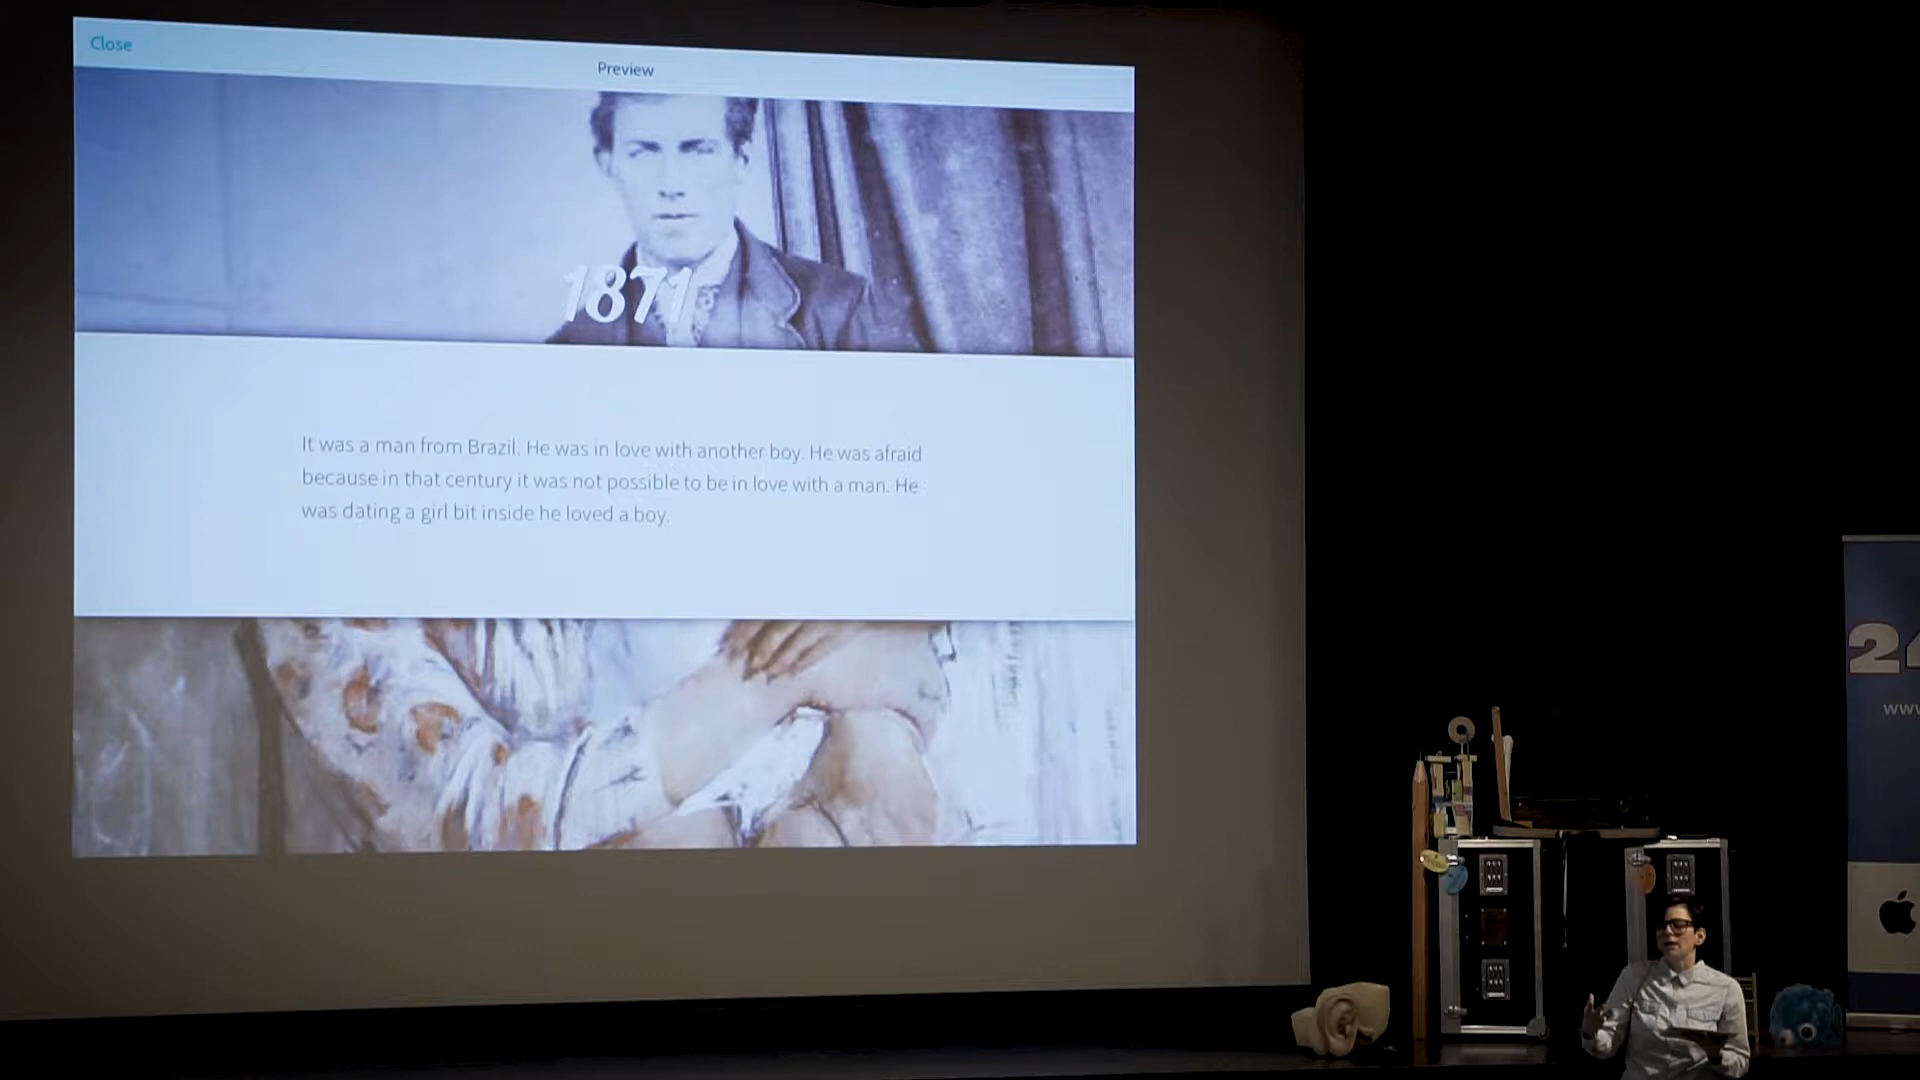 Close
Preview
1871
It was a man from Brazil. He was in love with another boy. He was afraid
because in that century it was not possible to be in love with a man. He
was dating a girl bit inside he loved a boy.
24
www